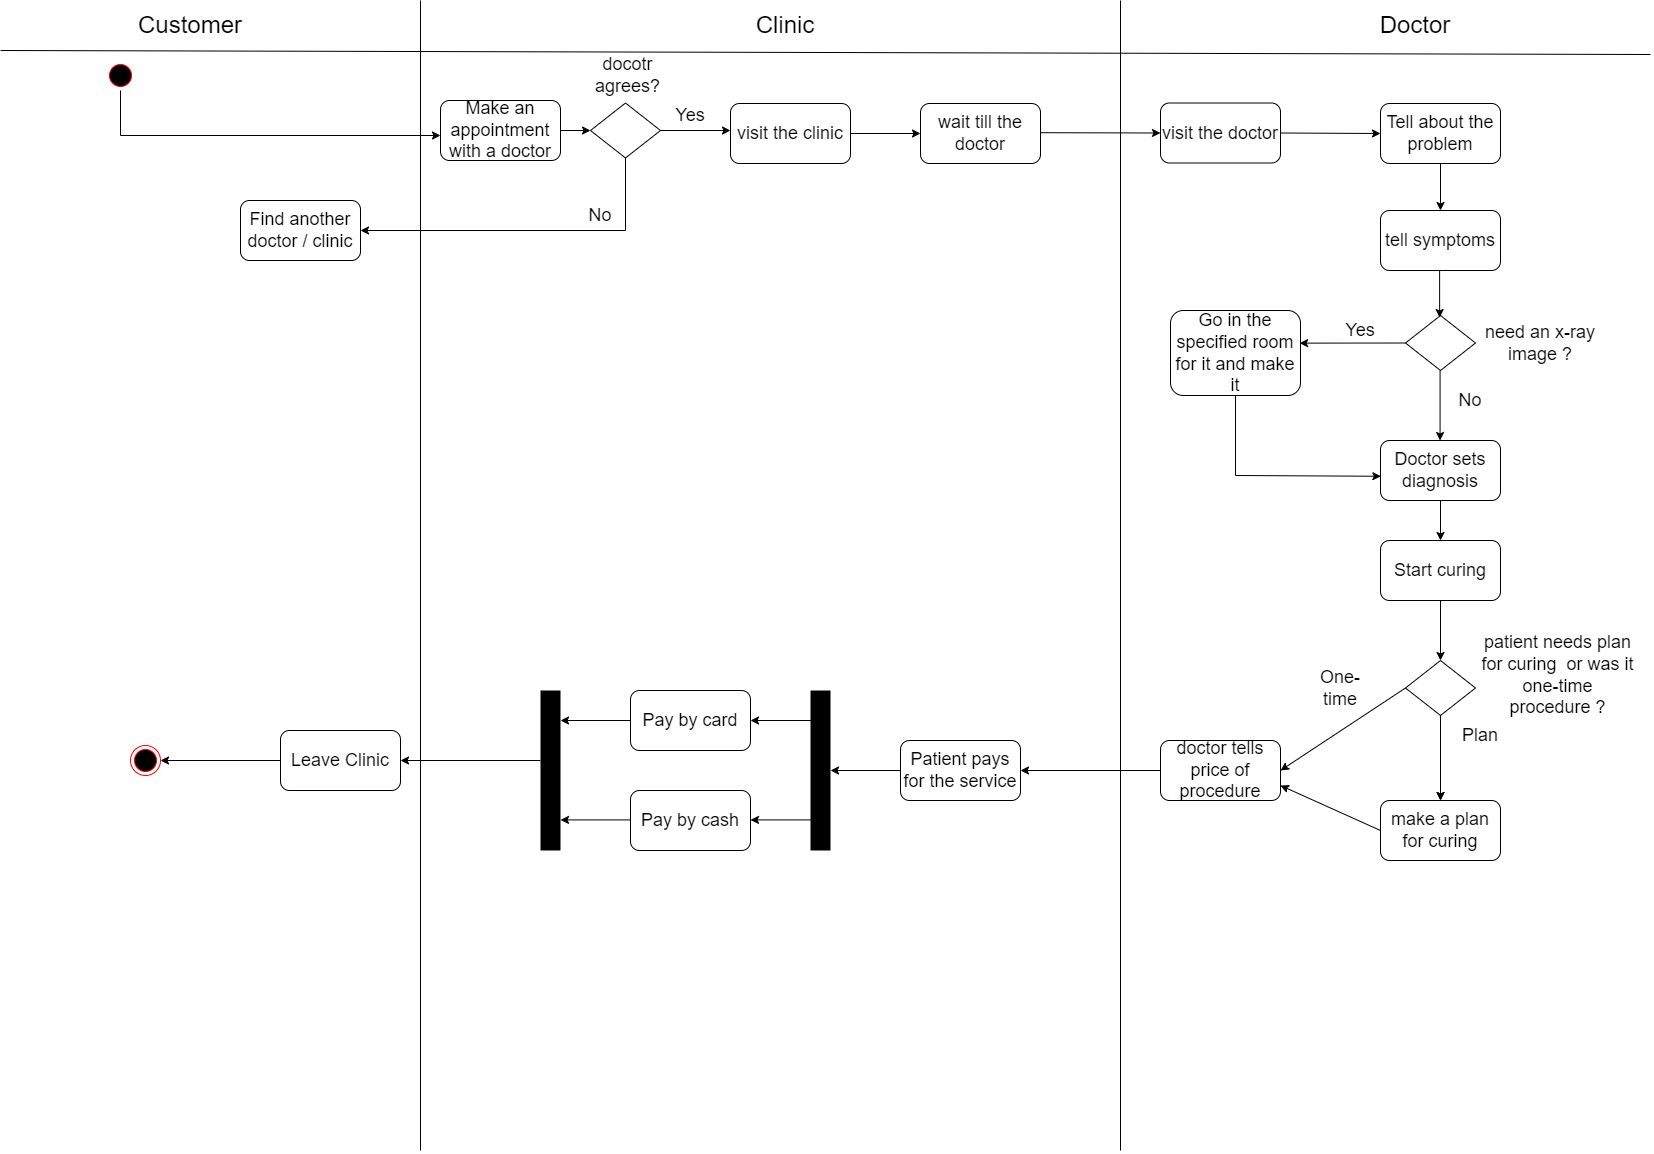 Customer
Clinic
Doctor
docotr
agrees?
Make an
appointment
with a doctor
Yes
visit the clinic
wait till the
doctor
visit the doctor
Tell about the
problem
No
Find another
doctor / clinic
tell symptoms
Go in the
specified room
for it and make
it
Yes
need an x-ray
image ?
No
Doctor sets
diagnosis
Start curing
patient needs plan
for curing  or was it
one-time
procedure ?
One-
time
Plan
Pay by card
Leave Clinic
Patient pays
for the service
doctor tells
price of
procedure
Pay by cash
make a plan
for curing